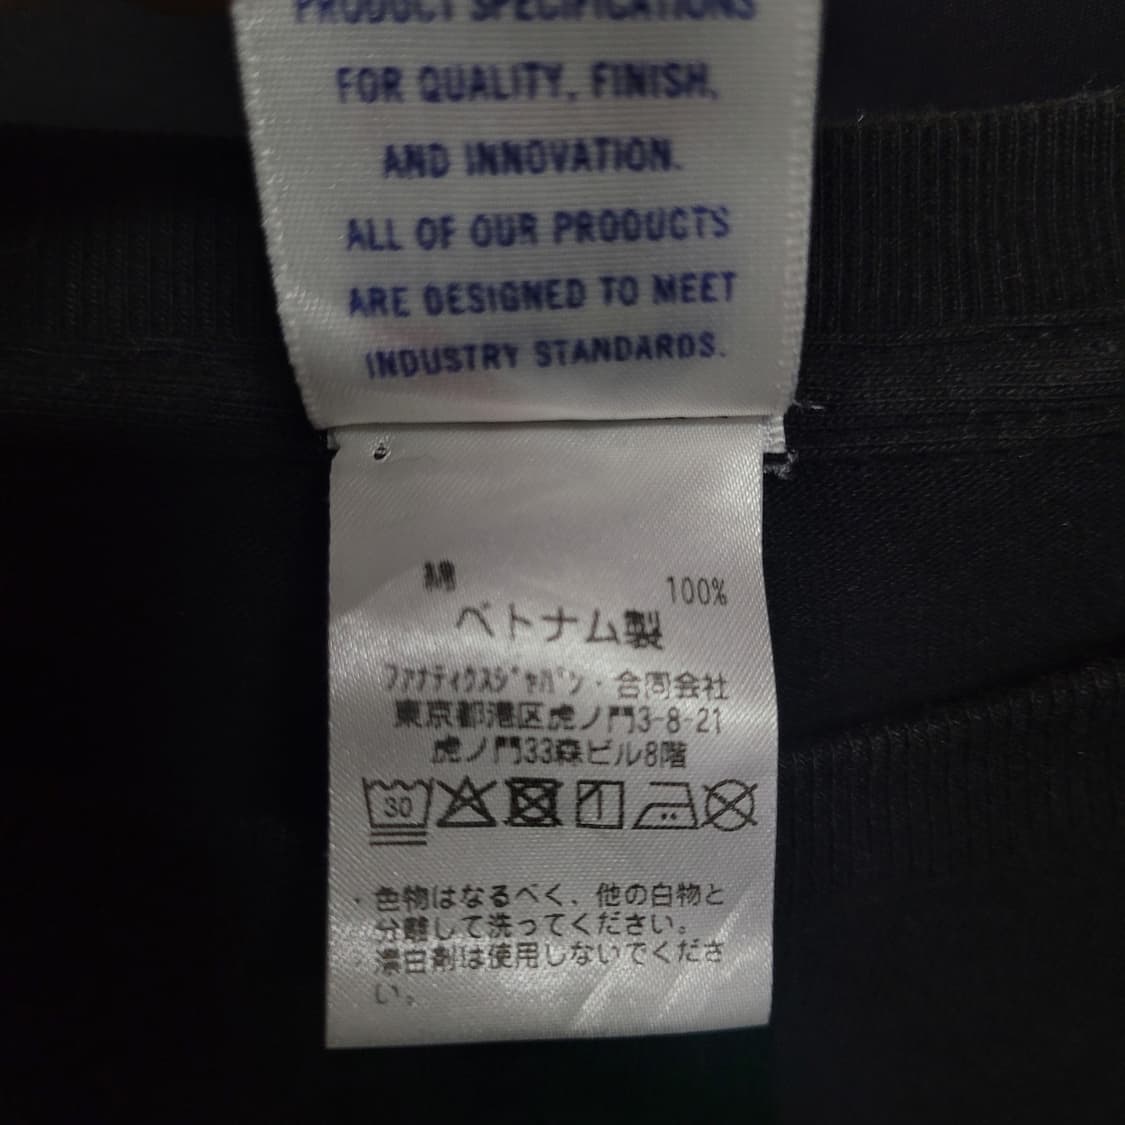 PRODUCT SPECIFICATIONS
FOR QUALITY, FINISH,
AND INNOVATION.
ALL OF OUR PRODUCTS
ARE DESIGNED TO MEET
INDUSTRY STANDARDS.
綿 100%
ベトナム製
ファナティクスジャパン・合同会社
東京都港区虎ノ門3-8-21
虎ノ門33森ビル8階
30
・色物はなるべく、他の白物と
分離して洗ってください。
・漂白剤は使用しないでくださ
い。